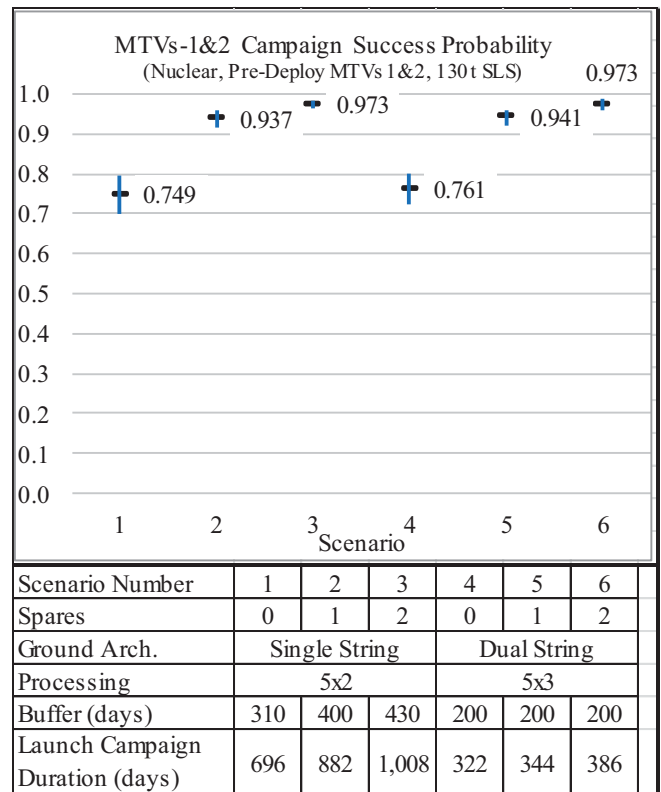 MTVs-1&2 Campaign Success Probability
(Nuclear, Pre-Deploy MTVs 1&2, 130t SLS)
0.973
1.0
0.937
0.973
0.941
0.9
0.8
0.749
0.761
0.7
0.6
0.5
0.4
0.3
0.2
0.1
0.0
1 2 3 4 5 6
Scenario
Scenario Number 1 2 3 4 5 6
Spares 0 1 2 0 1 2
Ground Arch. Single String Dual String
Processing 5x2 5x3
Buffer (days) 310 400 430 200 200 200
Launch Campaign
Duration (days) 696 882 1,008 322 344 386